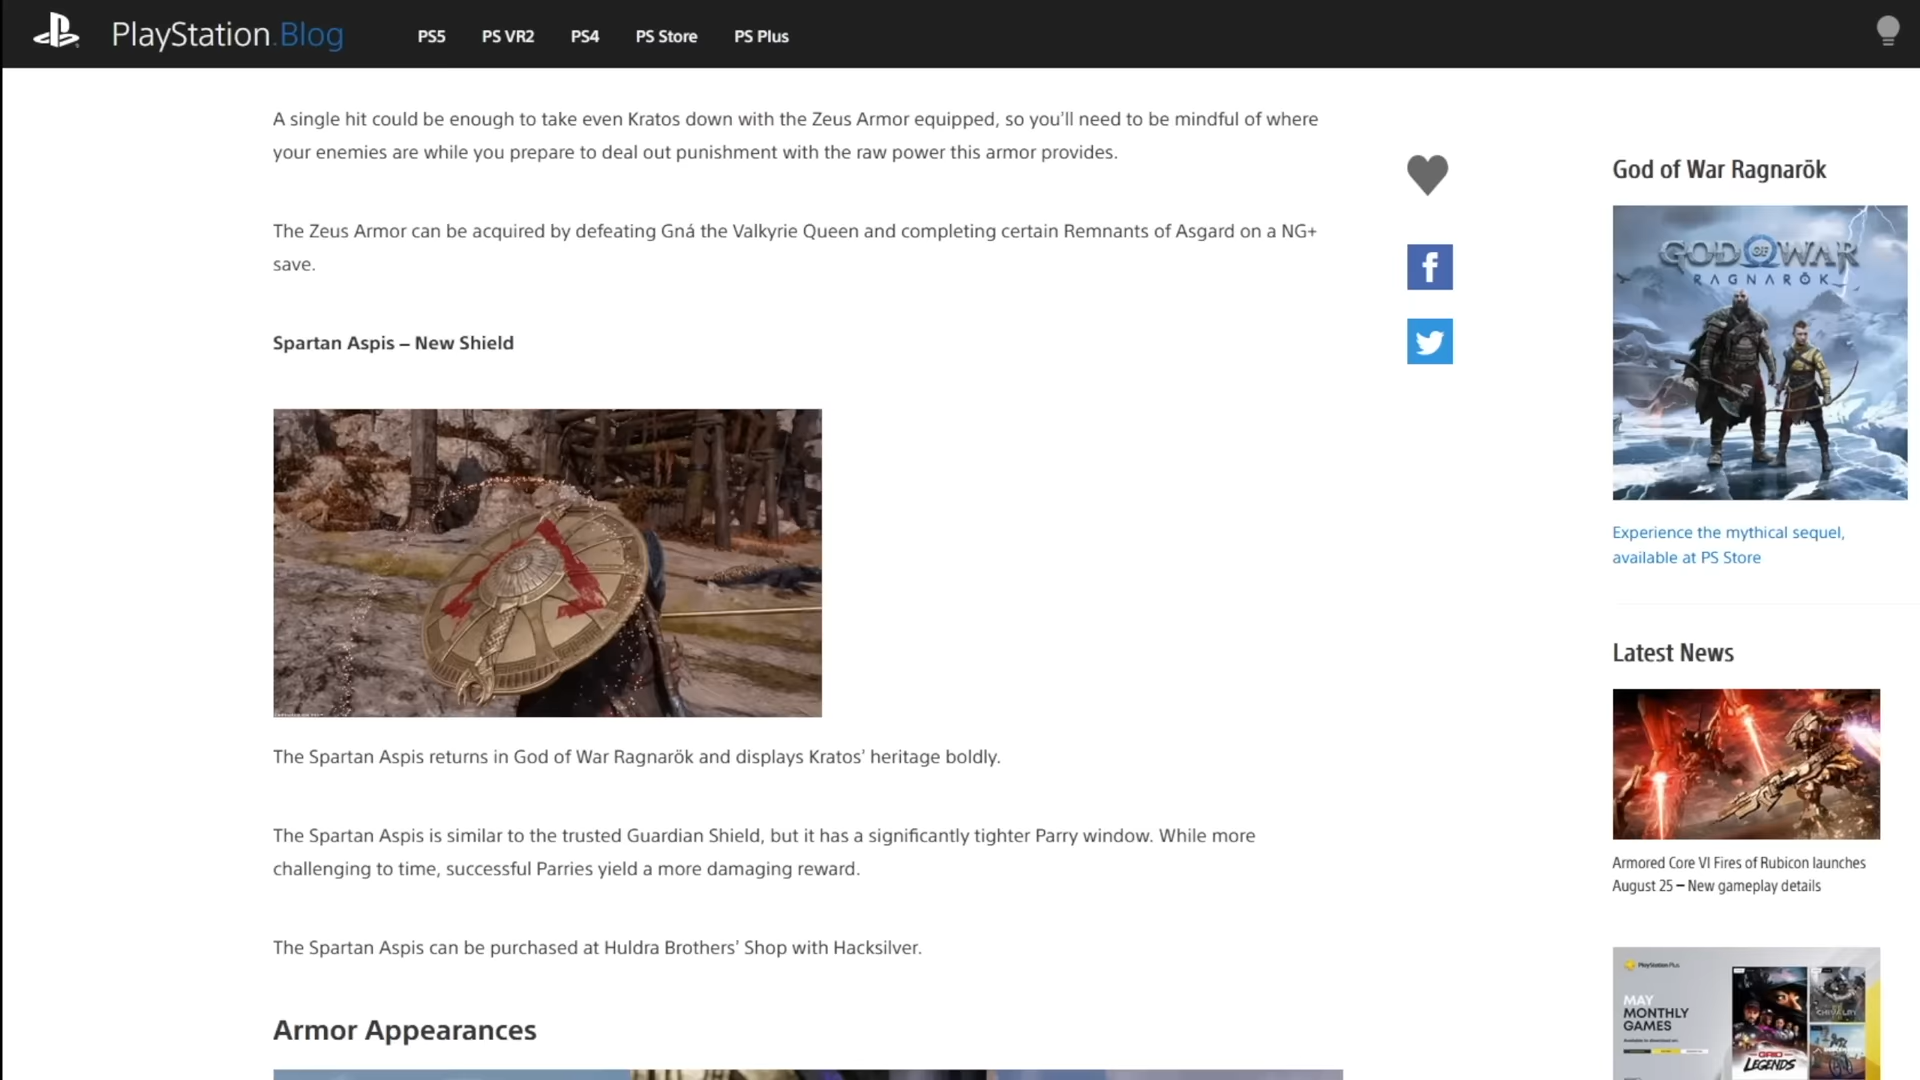 PlayStation.Blog
PS5
PS VR2
PS4
PS Store
PS Plus
A single hit could be enough to take even Kratos down with the Zeus Armor equipped, so you'll need to be mindful of where
your enemies are while you prepare to deal out punishment with the raw power this armor provides.
The Zeus Armor can be acquired by defeating Gná the Valkyrie Queen and completing certain Remnants of Asgard on a NG+
save.
Spartan Aspis – New Shield
The Spartan Aspis returns in God of War Ragnarök and displays Kratos' heritage boldly.
The Spartan Aspis is similar to the trusted Guardian Shield, but it has a significantly tighter Parry window. While more
challenging to time, successful Parries yield a more damaging reward.
The Spartan Aspis can be purchased at Huldra Brothers' Shop with Hacksilver.
Armor Appearances
God of War Ragnarök
GOD OF WAR
RAGNARÖK
Experience the mythical sequel,
available at PS Store
Latest News
Armored Core VI Fires of Rubicon launches
August 25 – New gameplay details
PlayStation Plus
MAY
MONTHLY
GAMES
GRID
LEGENDS
CHIVALRY